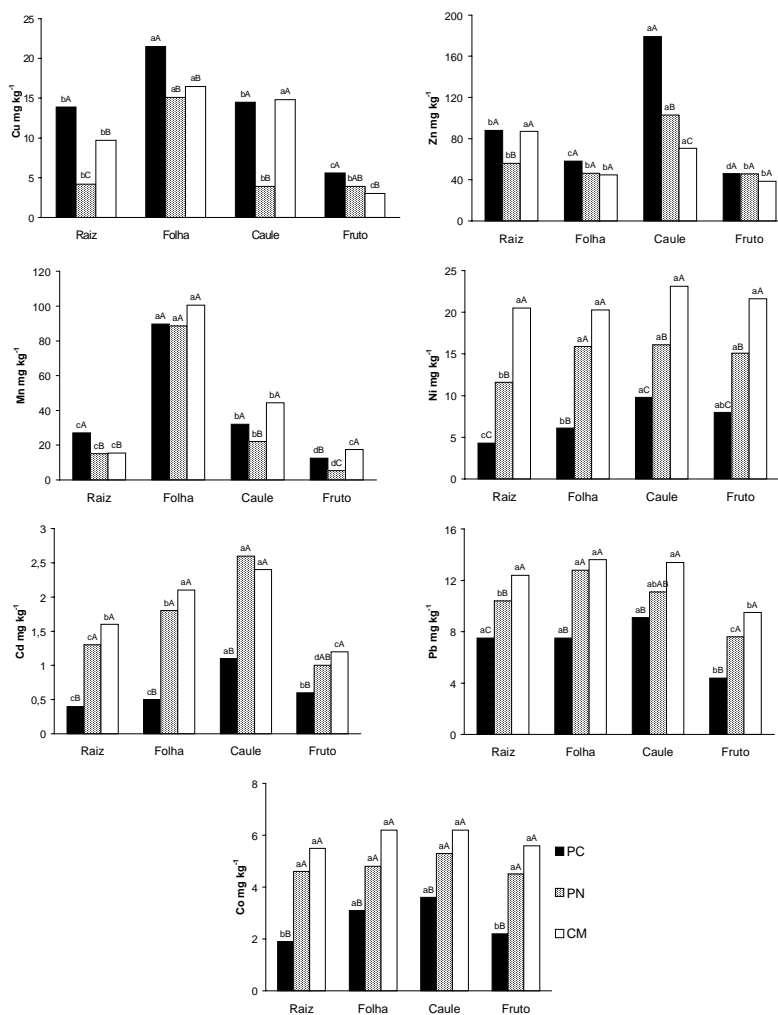 Cu mg kg-1
25
20
15
10
5
0
bA bC bB
aA aB aB
bA bA aA
cA bAB cB
Raiz Folha Caule Fruto
Zn mg kg-1
200
160
120
80
40
0
bA bB aA
cA bA bA
aA aB aC
dA bA bA
Raiz Folha Caule Fruto
Mn mg kg-1
120
100
80
60
40
20
0
cA cB cB
aA aA aA
bA bB bA
dB dC cA
Raiz Folha Caule Fruto
Ni mg kg-1
25
20
15
10
5
0
cC bB aA
bB aA aA
aC aB aA
abC aB aA
Raiz Folha Caule Fruto
Cd mg kg-1
3
2,5
2
1,5
1
0,5
0
cB cA bA
cB bA aA
aB aA aA
bB dAB cA
Raiz Folha Caule Fruto
Pb mg kg-1
16
12
8
4
0
aC bB aA
aB aA aA
aB abAB aA
bB cA bA
Raiz Folha Caule Fruto
Co mg kg-1
8
6
4
2
0
bB aA aA
aB aA aA
aB aA aA
bB aA aA
Raiz Folha Caule Fruto
PC
PN
CM